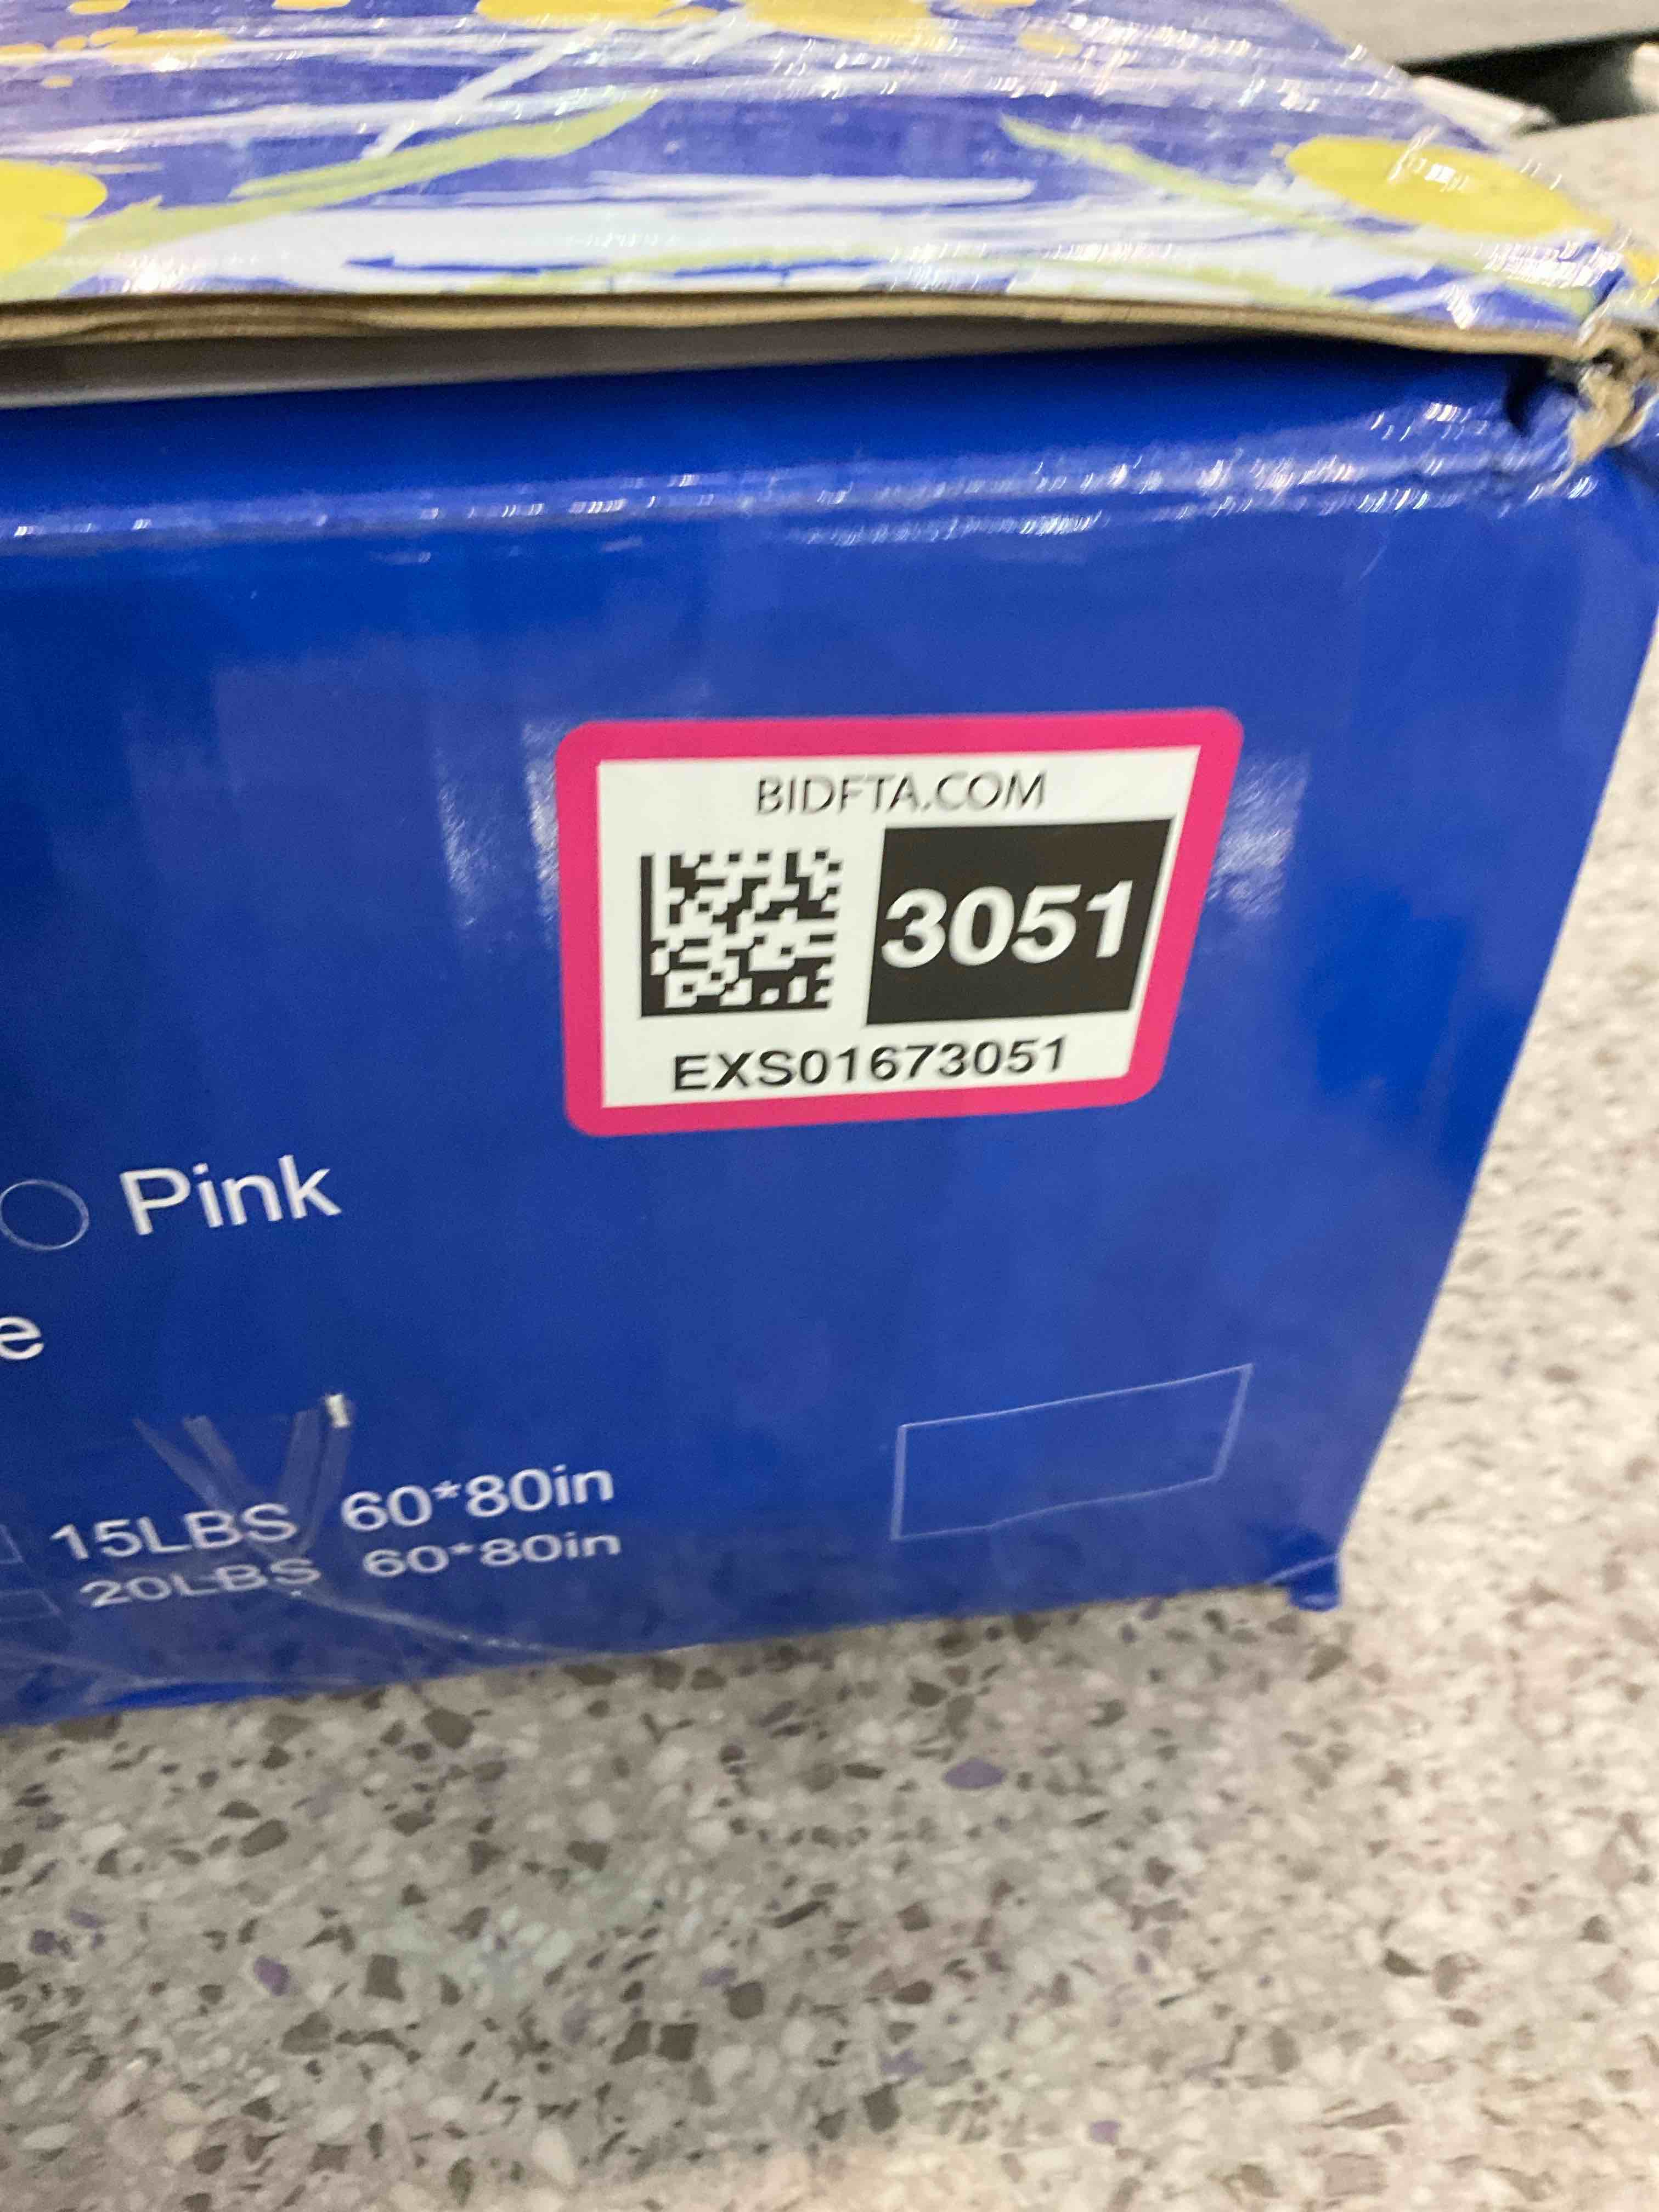 BIDFTA.COM
3051
EXS01673051
Pink
e
15LBS 60*80in
20LBS 60*80in